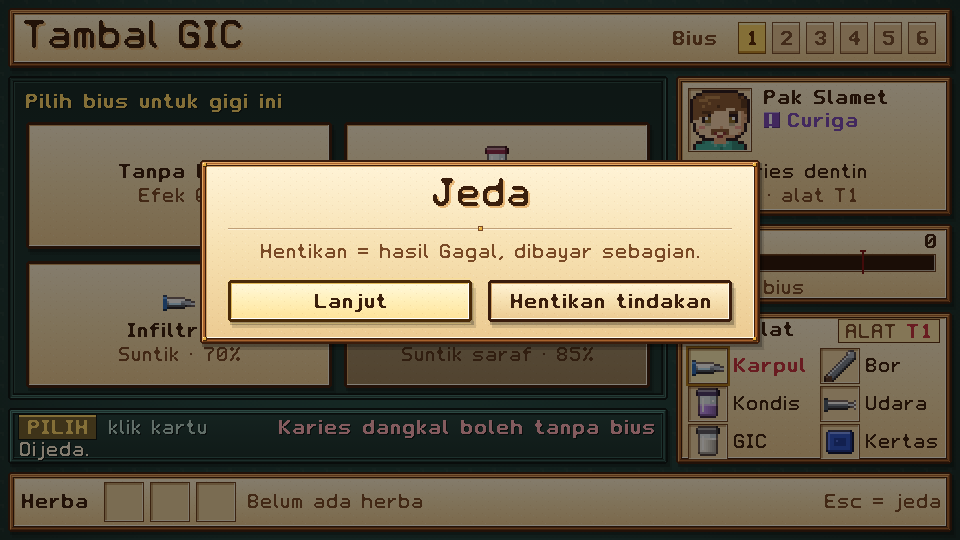 Tambal GIC
Bius 1 2 3 4 5 6
Pilih bius untuk gigi ini
Tanpa
Efek
Infiltr
Suntik · 70%
Suntik saraf · 85%
Jeda
Hentikan = hasil Gagal, dibayar sebagian.
Lanjut
Hentikan tindakan
Pak Slamet
! Curiga
ies dentin
· alat T1
0
bius
lat
ALAT T1
Karpul
Bor
Kondis
Udara
GIC
Kertas
PILIH klik kartu
Karies dangkal boleh tanpa bius
Dijeda.
Herba
Belum ada herba
Esc = jeda